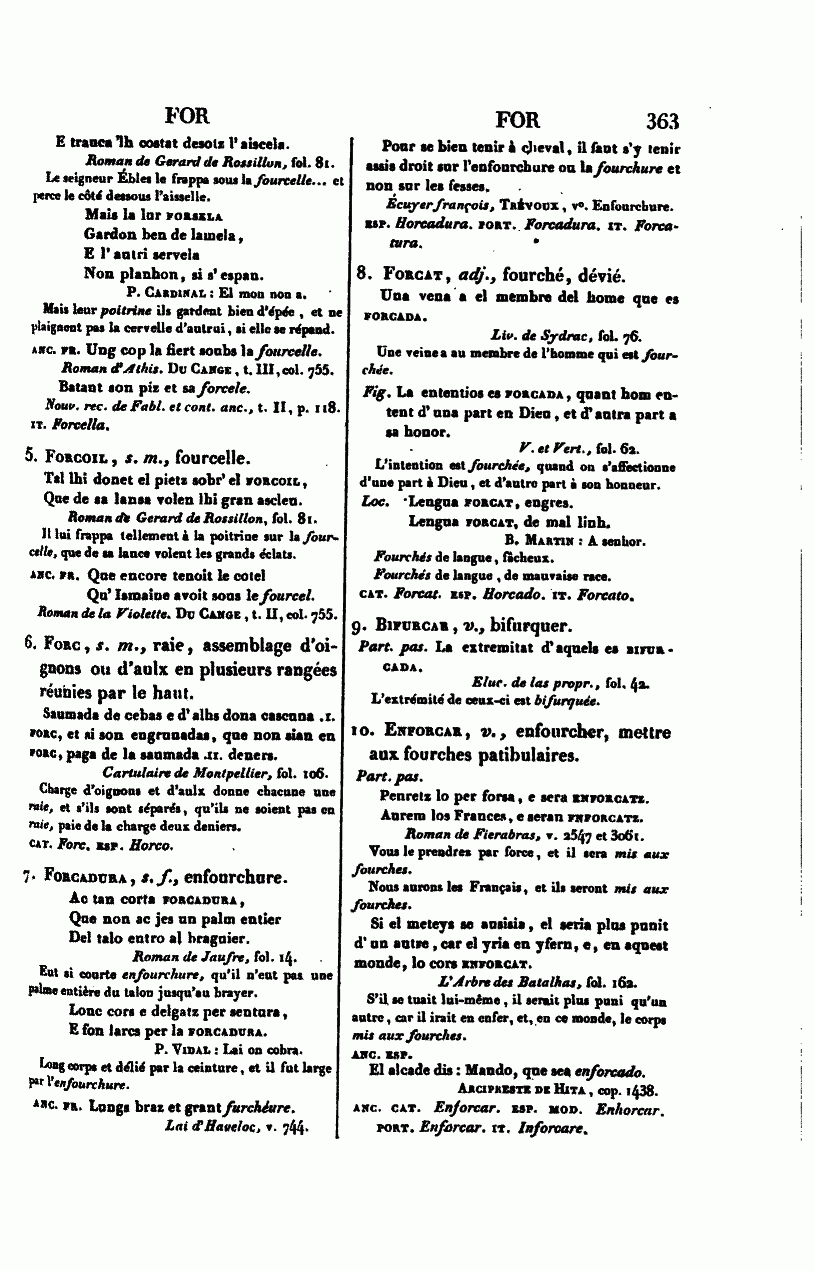 FOR
E tranca 'lh costat desotz l' aiscela.
Roman de Gerard de Rossillon, fol. 81.
Le seigneur Ébles le frappa sous la fourcelle... et
perce le côté dessous l'aisselle.
Mais la lur FORSELA
Gardon ben de lamela,
E l' autri servela
Non planhon, si s' espan.
P. CARDINAL : El mon non a.
Mais leur poitrine ils gardent bien d'épée , et ne
plaignent pas la cervelle d'autrui, si elle se répand.
ANC. FR. Ung cop la fiert soubs la fourcelle.
Roman d'Athis. DU CANGE , t. III, col. 755.
Batant son piz et sa forcele.
Nouv. rec. de Fabl. et cont. anc., t. II, p. 118.
IT. Forcella.
5. FORCOIL, s. m., fourcelle.
Tal lhi donet el pietz sobr' el FORCOIL,
Que de sa lansa volen lhi gran asclen.
Roman de Gerard de Rossillon, fol. 81.
Il lui frappa tellement à la poitrine sur la four-
celle, que de sa lance volent les grands éclats.
ANC. FR. Que encore tenoit le cotel
Qu' Ismaine avoit sous le fourcel.
Roman de la Violette. DU CANGE , t. II, col. 755.
6. FORC, s. m., raie, assemblage d'oi-
gnons ou d'aulx en plusieurs rangées
réunies par le haut.
Saumada de cebas e d' alhs dona cascuna .I.
FORC, et si son engrunadas, que non sian en
FORC, paga de la saumada .II. deners.
Cartulaire de Montpellier, fol. 106.
Charge d'oignons et d'aulx donne chacune une
raie, et s'ils sont séparés, qu'ils ne soient pas en
raie, paie de la charge deux deniers.
CAT. Forc. ESP. Horco.
7. FORCADURA, s. f., enfourchure.
Ac tan corta FORCADURA,
Que non ac jes un palm entier
Del talo entro al braguier.
Roman de Jaufre, fol. 14.
Eut si courte enfourchure, qu'il n'eut pas une
palme entière du talon jusqu'au brayer.
Lonc cors e delgatz per sentura,
E fon larcs per la FORCADURA.
P. VIDAL : Lai on cobra.
Long corps et délié par la ceinture, et il fut large
par l'enfourchure.
ANC. FR. Longs braz et grant furchéure.
Lai d'Haveloc, v. 744.
FOR 363
Pour se bien tenir à cheval, il faut s'y tenir
assis droit sur l'enfourchure ou la fourchure et
non sur les fesses.
Écuyer françois, TRÉVOUX, v°. Enfourchure.
ESP. Horcadura. PORT. Forcadura. IT. Forca-
tura.
8. FORCAT, adj., fourché, dévié.
Una vena a el membre del home que es
FORCADA.
Liv. de Sydrac, fol. 76.
Une veine a au membre de l'homme qui est four-
chée.
Fig. La ententios es FORCADA, quant hom en-
tent d' una part en Dieu, et d' autra part a
sa honor.
V. et Vert., fol. 62.
L'intention est fourchée, quand on s'affectionne
d'une part à Dieu, et d'autre part à son honneur.
Loc. Lengua FORCAT, engres.
Lengua FORCAT, de mal linh.
B. MARTIN : A senhor.
Fourchés de langue, fâcheux.
Fourchés de langue , de mauvaise race.
CAT. Forcat. ESP. Horcado. IT. Forcato.
9. BIFURCAR, v., bifurquer.
Part. pas. La extremitat d' aquels es BIFUR-
CADA.
Eluc. de las propr., fol. 42.
L'extrémité de ceux-ci est bifurquée.
10. ENFORCAR, v., enfourcher, mettre
aux fourches patibulaires.
Part. pas.
Penretz lo per forsa, e sera ENFORCATZ.
Aurem los Frances, e seran ENFORCATZ.
Roman de Fierabras, v. 2547 et 3061.
Vous le prendrez par force, et il sera mis aux
fourches.
Nous aurons les Français, et ils seront mis aux
fourches.
Si el meteys se ausisia, el seria plus punit
d' un autre, car el yria en yfern, e, en aquest
monde, lo cors ENFORCAT.
L'Arbre des Batalhas, fol. 162.
S'il se tuait lui-même, il serait plus puni qu'un
autre, car il irait en enfer, et, en ce monde, le corps
mis aux fourches.
ANC. ESP.
El alcade dis : Mando, que sea enforcado.
ARCIPRESTE DE HITA, cop. 1438.
ANC. CAT. Enforcar. ESP. MOD. Enhorcar.
PORT. Enforcar. IT. Inforcare.